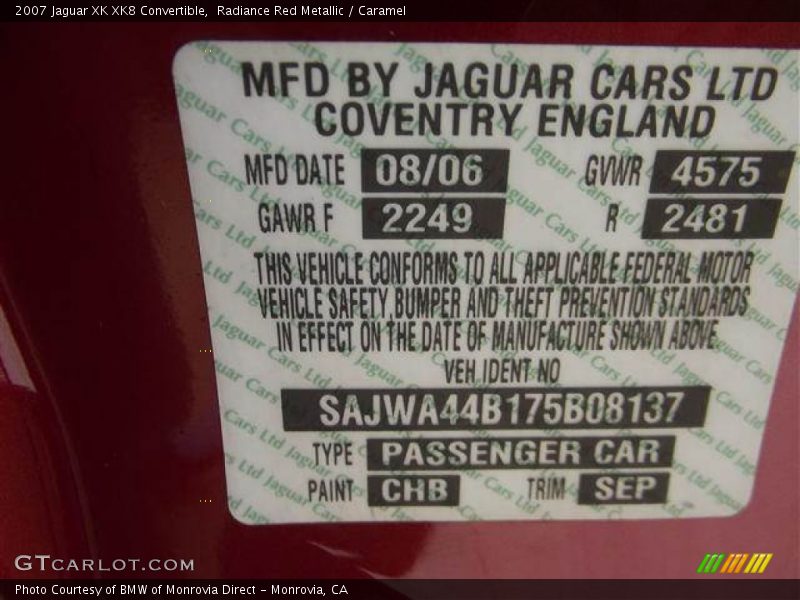 2007 Jaguar XK XK8 Convertible, Radiance Red Metallic / Caramel
MFD BY JAGUAR CARS LTD
COVENTRY ENGLAND
MFD DATE 08/06 GVWR 4575
GAWR F 2249 R 2481
THIS VEHICLE CONFORMS TO ALL APPLICABLE FEDERAL MOTOR
VEHICLE SAFETY,BUMPER AND THEFT PREVENTION STANDARDS
IN EFFECT ON THE DATE OF MANUFACTURE SHOWN ABOVE
VEH IDENT NO
SAJWA44B175B08137
TYPE PASSENGER CAR
PAINT CHB TRIM SEP
GTCARLOT.COM
Photo Courtesy of BMW of Monrovia Direct - Monrovia, CA